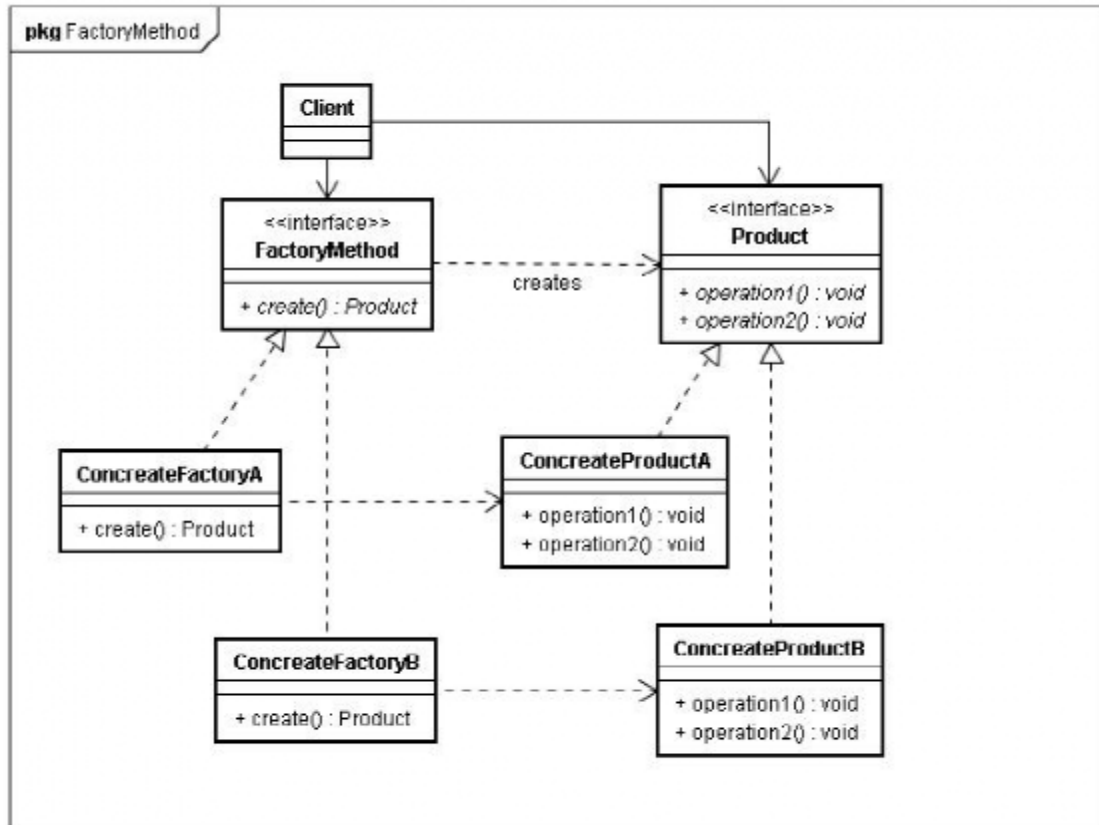 pkg FactoryMethod
Client
<<interface>>
FactoryMethod
+ create() : Product
creates
<<interface>>
Product
+ operation1() : void
+ operation2() : void
ConcreateFactoryA
+ create() : Product
ConcreateProductA
+ operation1() : void
+ operation2() : void
ConcreateFactoryB
+ create() : Product
ConcreateProductB
+ operation1() : void
+ operation2() : void